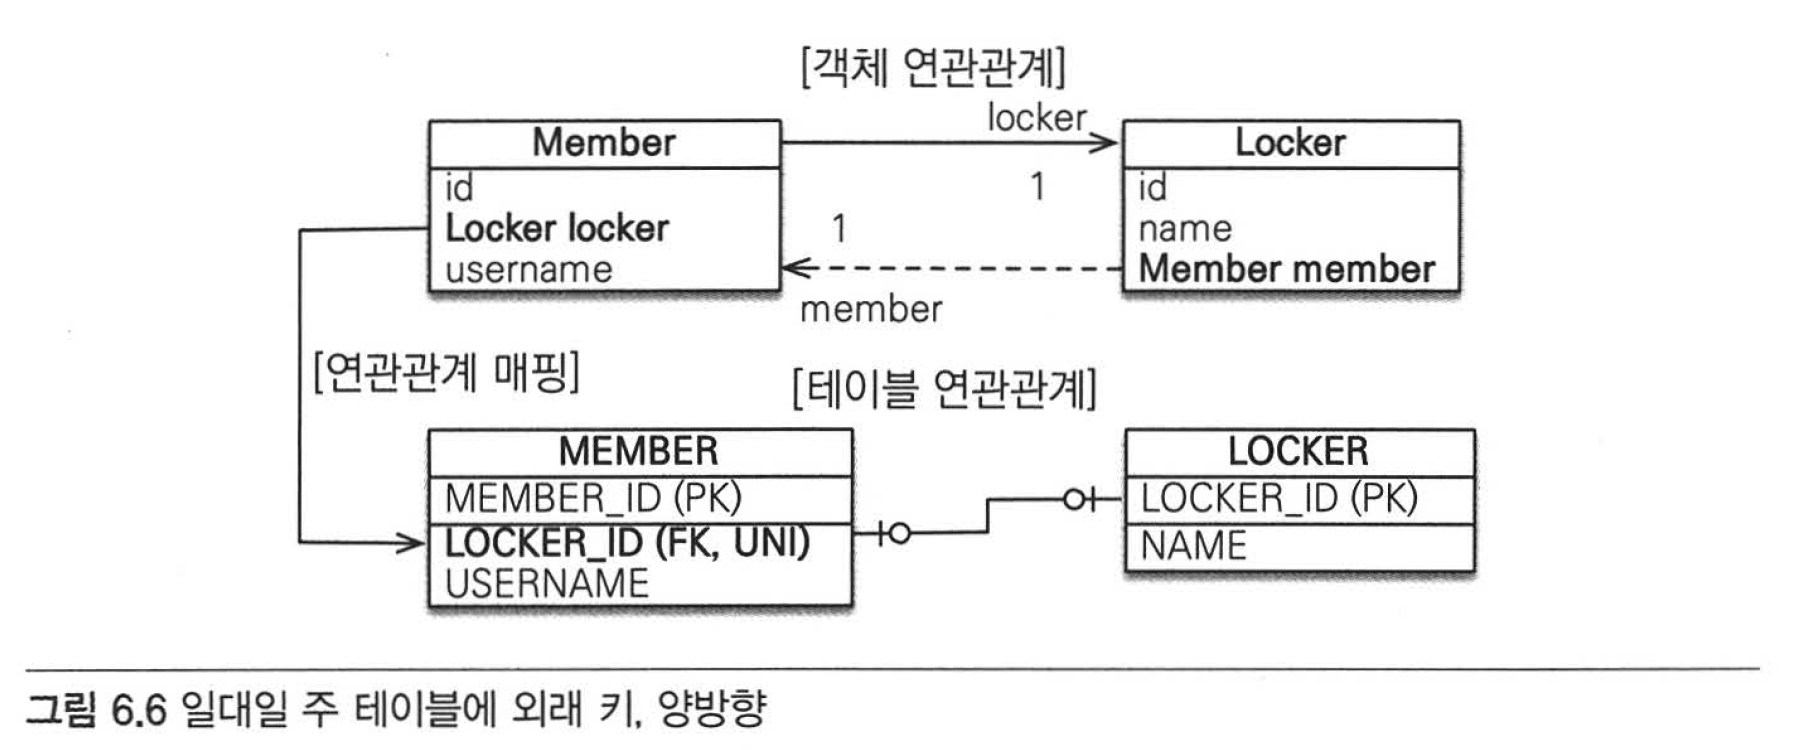 [객체 연관관계]
locker
Member
Locker
id
Locker locker
username
1
1
id
name
Member member
member
[연관관계 매핑]
[테이블 연관관계]
MEMBER
MEMBER_ID (PK)
LOCKER_ID (FK, UNI)
USERNAME
LOCKER
LOCKER_ID (PK)
NAME
그림 6.6 일대일 주 테이블에 외래 키, 양방향